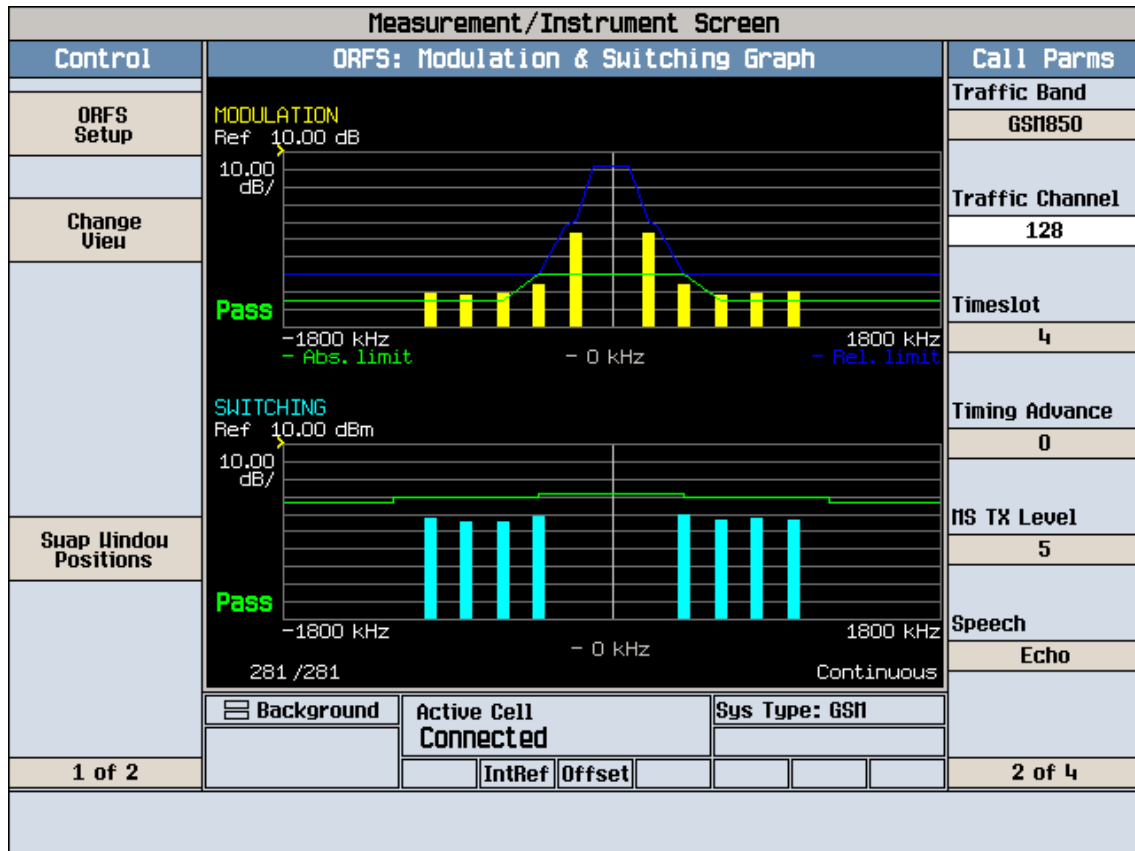 Measurement/Instrument Screen
Control
ORFS: Modulation & Switching Graph
Call Parms
ORFS
Setup
Change
View
Swap Window
Positions
1 of 2
MODULATION
Ref 10.00 dB
10.00
dB/
Pass
-1800 kHz
1800 kHz
- Abs. limit
- 0 kHz
- Rel. limit
SWITCHING
Ref 10.00 dBm
10.00
dB/
Pass
-1800 kHz
1800 kHz
- 0 kHz
281/281
Continuous
Background
Active Cell
Connected
Sys Type: GSM
IntRef
Offset
Traffic Band
GSM850
Traffic Channel
128
Timeslot
4
Timing Advance
0
MS TX Level
5
Speech
Echo
2 of 4